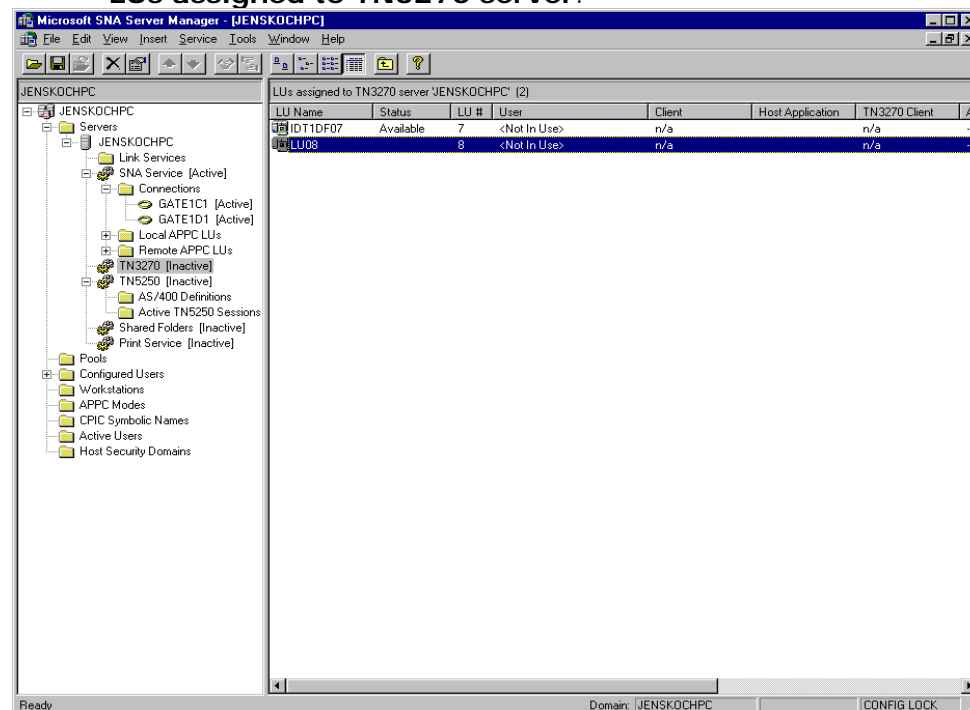 LUs assigned to TN3270 server:
Microsoft SNA Server Manager - [JENSKOCHPC]
File Edit View Insert Service Tools Window Help
JENSKOCHPC
LUs assigned to TN3270 server 'JENSKOCHPC' (2)
JENSKOCHPC
Servers
JENSKOCHPC
Link Services
SNA Service [Active]
Connections
GATE1C1 [Active]
GATE1D1 [Active]
Local APPC LUs
Remote APPC LUs
TN3270 [Inactive]
TN5250 [Inactive]
AS/400 Definitions
Active TN5250 Sessions
Shared Folders [Inactive]
Print Service [Inactive]
Pools
Configured Users
Workstations
APPC Modes
CPIC Symbolic Names
Active Users
Host Security Domains
LU Name Status LU # User Client Host Application TN3270 Client
IDT1DF07 Available 7 <Not In Use> n/a n/a
LU08 8 <Not In Use> n/a n/a
Ready Domain: JENSKOCHPC CONFIG LOCK